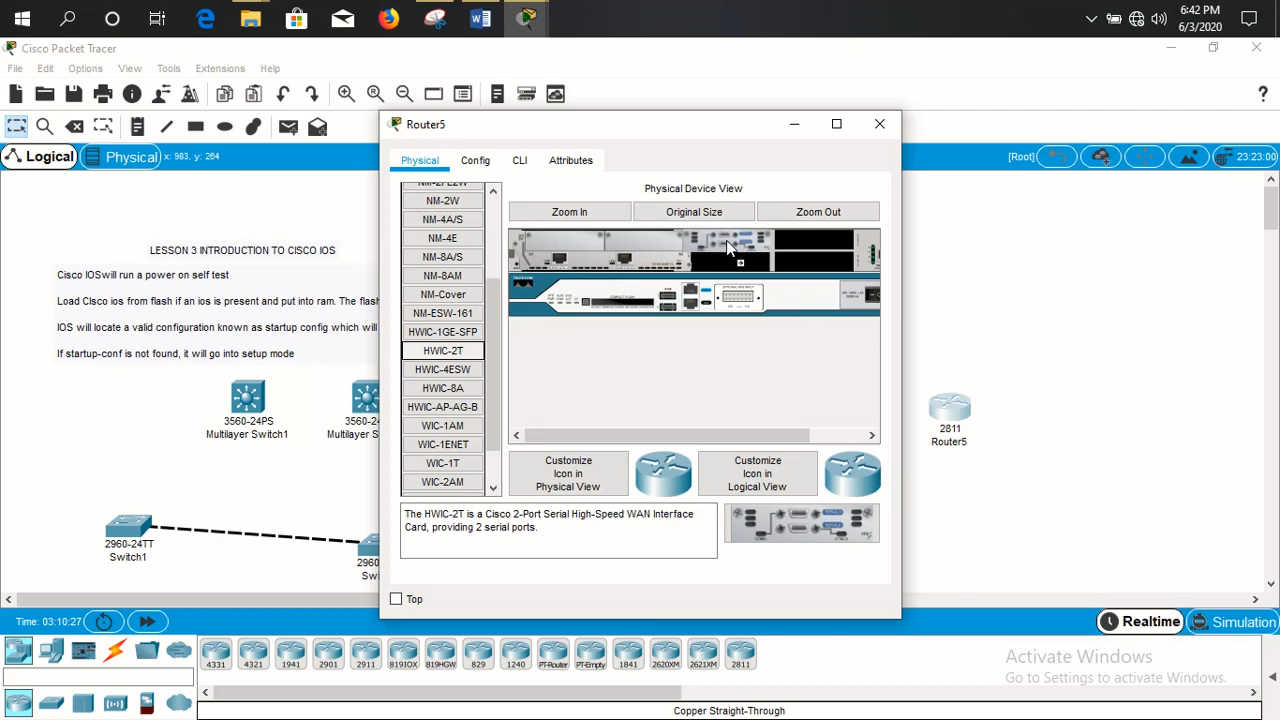 6:42 PM
6/3/2020
Cisco Packet Tracer
File Edit Options View Tools Extensions Help
Logical
Physical
x: 983, y: 264
[Root]
23:23:00
LESSON 3 INTRODUCTION TO CISCO IOS
Cisco IOSwill run a power on self test
Load CIsco ios from flash if an ios is present and put into ram. The flash
IOS will locate a valid configuration known as startup config which will
If startup-conf is not found, it will go into setup mode
3560-24PS
Multilayer Switch1
3560-24
Multilayer S
2960-24TT
Switch1
2960
Sw
2811
Router5
Router5
Physical Config CLI Attributes
NM-2FE2W
NM-2W
NM-4A/S
NM-4E
NM-8A/S
NM-8AM
NM-Cover
NM-ESW-161
HWIC-1GE-SFP
HWIC-2T
HWIC-4ESW
HWIC-8A
HWIC-AP-AG-B
WIC-1AM
WIC-1ENET
WIC-1T
WIC-2AM
Physical Device View
Zoom In Original Size Zoom Out
Customize
Icon in
Physical View
Customize
Icon in
Logical View
The HWIC-2T is a Cisco 2-Port Serial High-Speed WAN Interface
Card, providing 2 serial ports.
Top
Time: 03:10:27
Realtime
Simulation
4331 4321 1941 2901 2911 819IOX 819HGW 829 1240 PT-Router PT-Empty 1841 2620XM 2621XM 2811
Activate Windows
Go to Settings to activate Windows.
Copper Straight-Through